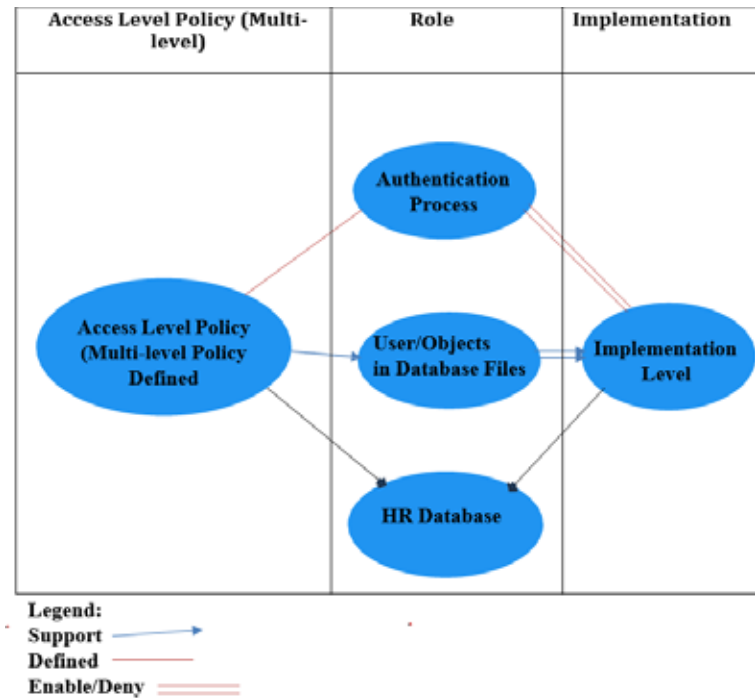 Access Level Policy (Multi-
level)
Role
Implementation
Authentication
Process
Access Level Policy
(Multi-level Policy
Defined
User/Objects
in Database Files
Implementation
Level
HR Database
Legend:
Support
Defined
Enable/Deny